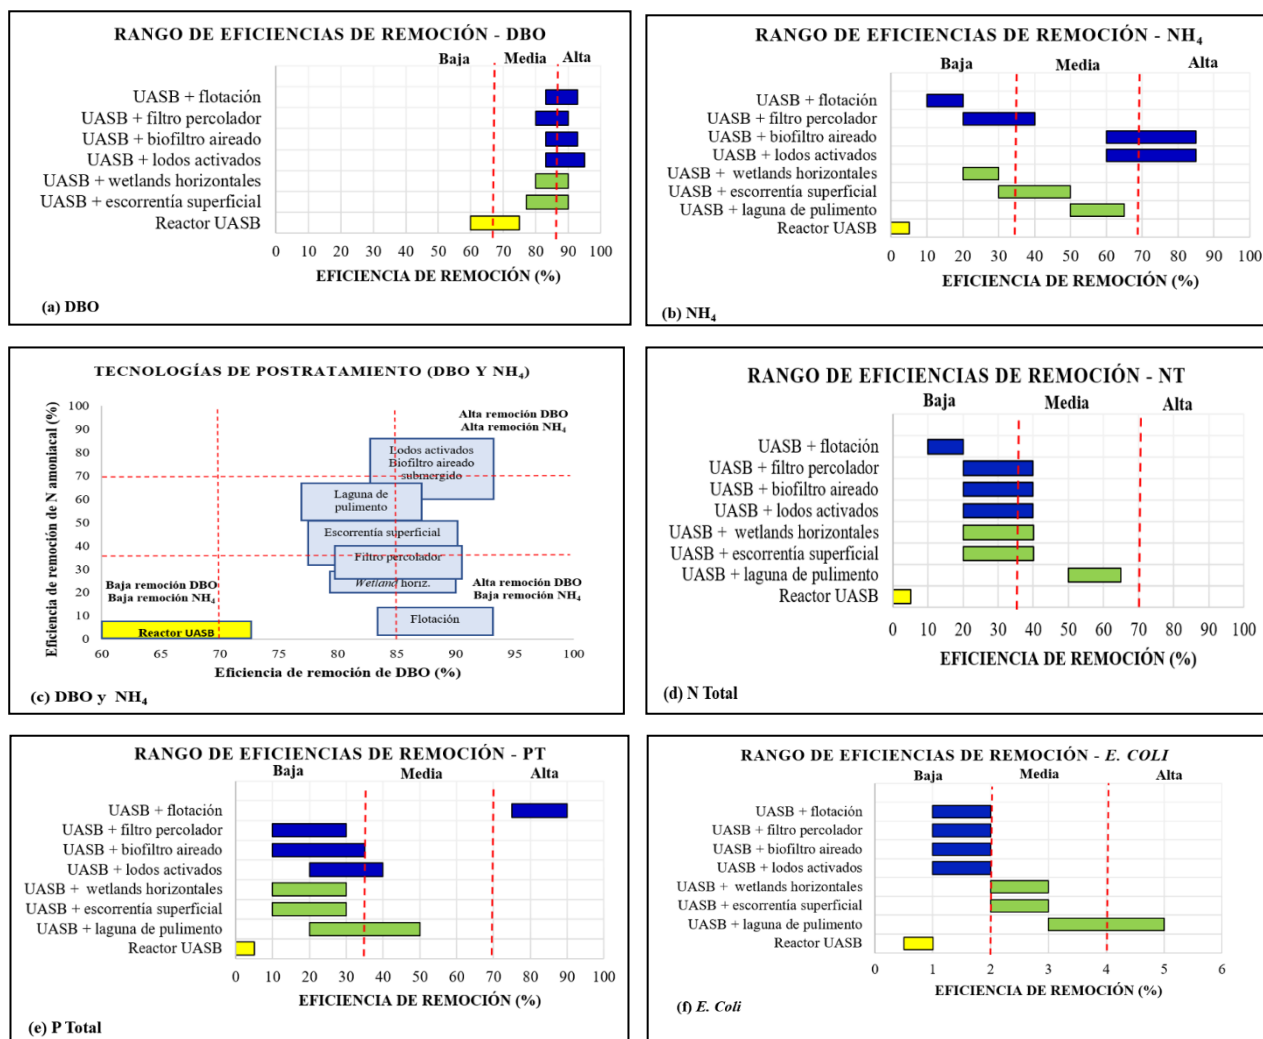 RANGO DE EFICIENCIAS DE REMOCIÓN - DBO
Baja Media Alta
UASB + flotación
UASB + filtro percolador
UASB + biofiltro aireado
UASB + lodos activados
UASB + wetlands horizontales
UASB + escorrentía superficial
Reactor UASB
0 10 20 30 40 50 60 70 80 90 100
EFICIENCIA DE REMOCIÓN (%)
(a) DBO
RANGO DE EFICIENCIAS DE REMOCIÓN - NH₄
Baja Media Alta
UASB + flotación
UASB + filtro percolador
UASB + biofiltro aireado
UASB + lodos activados
UASB + wetlands horizontales
UASB + escorrentía superficial
UASB + laguna de pulimento
Reactor UASB
0 10 20 30 40 50 60 70 80 90 100
EFICIENCIA DE REMOCIÓN (%)
(b) NH₄
TECNOLOGÍAS DE POSTRATAMIENTO (DBO Y NH₄)
Eficiencia de remoción de N amoniacal (%)
100
90
80
70
60
50
40
30
20
10
0
Alta remoción DBO
Alta remoción NH₄
Lodos activados
Biofiltro aireado
submergido
Laguna de
pulimento
Escorrentía superficial
Filtro percolador
Wetland horiz.
Baja remoción DBO
Baja remoción NH₄
Alta remoción DBO
Baja remoción NH₄
Flotación
Reactor UASB
60 65 70 75 80 85 90 95 100
Eficiencia de remoción de DBO (%)
(c) DBO y NH₄
RANGO DE EFICIENCIAS DE REMOCIÓN - NT
Baja Media Alta
UASB + flotación
UASB + filtro percolador
UASB + biofiltro aireado
UASB + lodos activados
UASB + wetlands horizontales
UASB + escorrentía superficial
UASB + laguna de pulimento
Reactor UASB
0 10 20 30 40 50 60 70 80 90 100
EFICIENCIA DE REMOCIÓN (%)
(d) N Total
RANGO DE EFICIENCIAS DE REMOCIÓN - PT
Baja Media Alta
UASB + flotación
UASB + filtro percolador
UASB + biofiltro aireado
UASB + lodos activados
UASB + wetlands horizontales
UASB + escorrentía superficial
UASB + laguna de pulimento
Reactor UASB
0 10 20 30 40 50 60 70 80 90 100
EFICIENCIA DE REMOCIÓN (%)
(e) P Total
RANGO DE EFICIENCIAS DE REMOCIÓN - E. COLI
Baja Media Alta
UASB + flotación
UASB + filtro percolador
UASB + biofiltro aireado
UASB + lodos activados
UASB + wetlands horizontales
UASB + escorrentía superficial
UASB + laguna de pulimento
Reactor UASB
0 1 2 3 4 5 6
EFICIENCIA DE REMOCIÓN (%)
(f) E. Coli